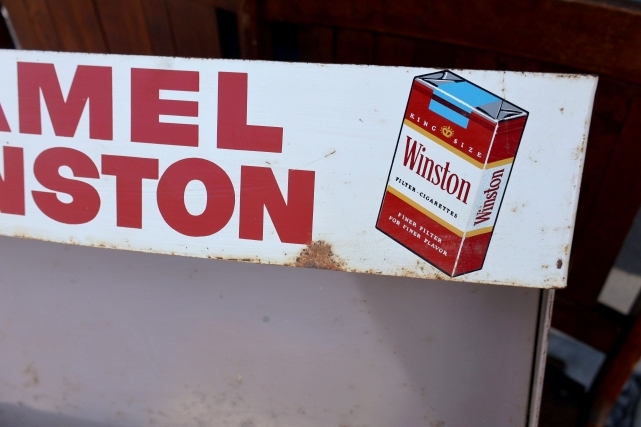 AMEL
NSTON
KING SIZE
Winston
FILTER-CIGARETTES
FINER FILTER
FOR FINER FLAVOR
Winston